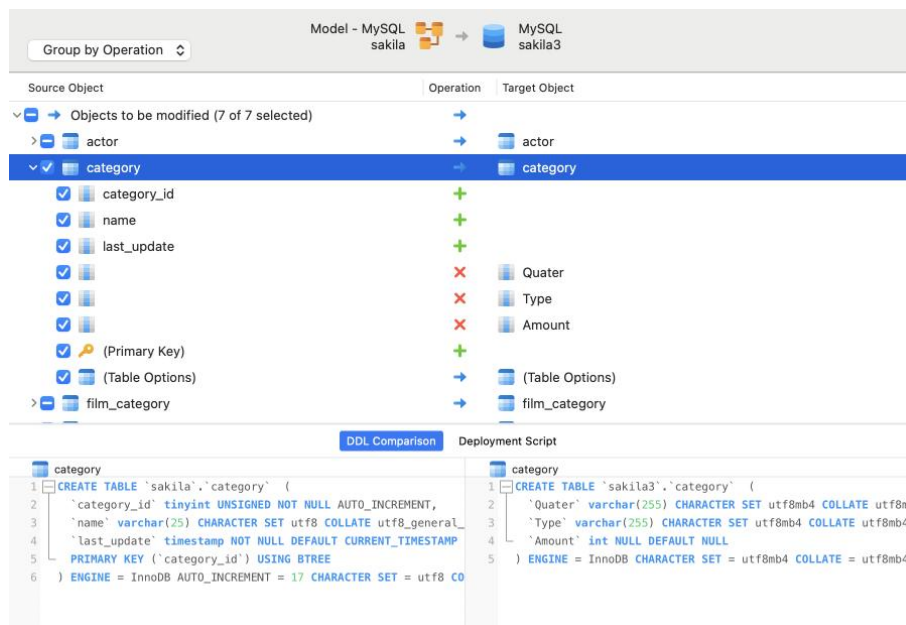 Group by Operation
Model - MySQL
sakila
MySQL
sakila3
Source Object Operation Target Object
Objects to be modified (7 of 7 selected)
actor actor
category category
category_id
name
last_update
Quater
Type
Amount
(Primary Key)
(Table Options) (Table Options)
film_category film_category
DDL Comparison Deployment Script
category
1 CREATE TABLE `sakila`.`category` (
2 `category_id` tinyint UNSIGNED NOT NULL AUTO_INCREMENT,
3 `name` varchar(25) CHARACTER SET utf8 COLLATE utf8_general_
4 `last_update` timestamp NOT NULL DEFAULT CURRENT_TIMESTAMP
5 PRIMARY KEY (`category_id`) USING BTREE
6 ) ENGINE = InnoDB AUTO_INCREMENT = 17 CHARACTER SET = utf8 CO
category
1 CREATE TABLE `sakila3`.`category` (
2 `Quater` varchar(255) CHARACTER SET utf8mb4 COLLATE utf8m
3 `Type` varchar(255) CHARACTER SET utf8mb4 COLLATE utf8mb4
4 `Amount` int NULL DEFAULT NULL
5 ) ENGINE = InnoDB CHARACTER SET = utf8mb4 COLLATE = utf8mb4